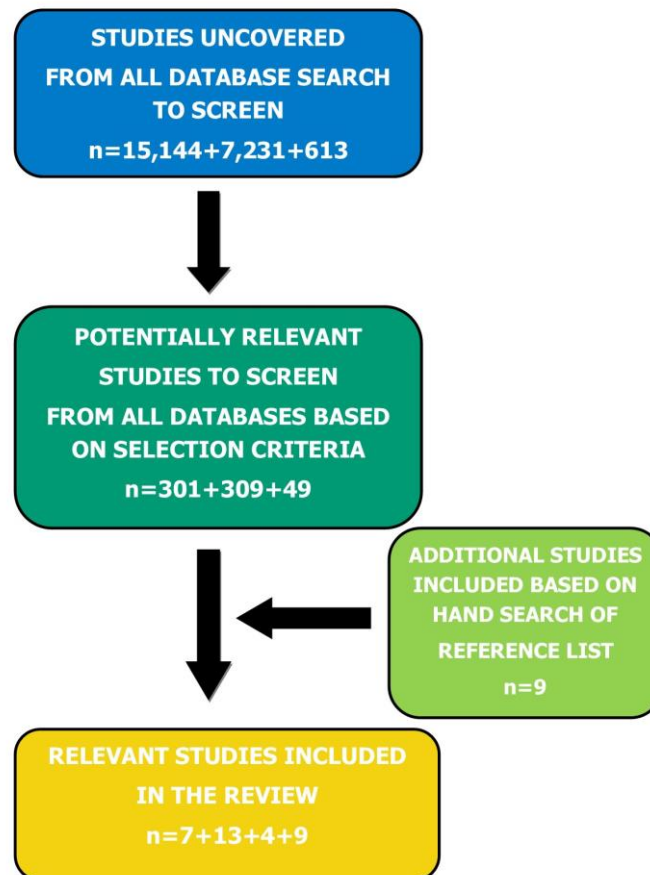 STUDIES UNCOVERED
FROM ALL DATABASE SEARCH
TO SCREEN
n=15,144+7,231+613
POTENTIALLY RELEVANT
STUDIES TO SCREEN
FROM ALL DATABASES BASED
ON SELECTION CRITERIA
n=301+309+49
ADDITIONAL STUDIES
INCLUDED BASED ON
HAND SEARCH OF
REFERENCE LIST
n=9
RELEVANT STUDIES INCLUDED
IN THE REVIEW
n=7+13+4+9